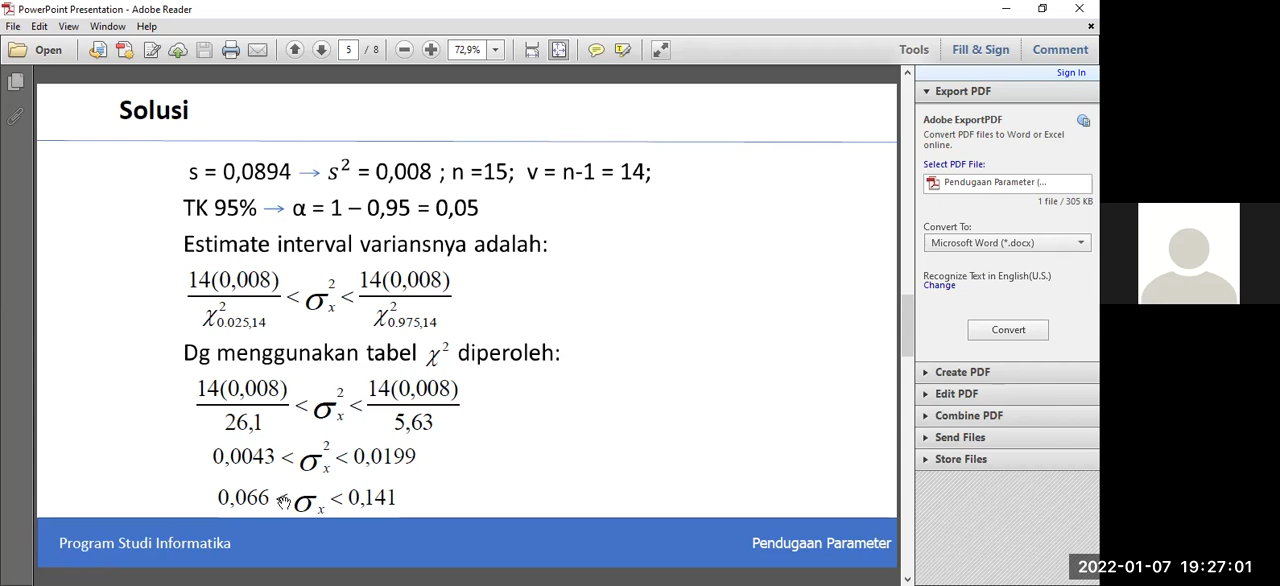 PowerPoint Presentation - Adobe Reader
File Edit View Window Help
Open 5 / 8 72,9% Tools Fill & Sign Comment
Sign In
Export PDF
Adobe ExportPDF
Convert PDF files to Word or Excel
online.
Select PDF File:
Pendugaan Parameter (...
1 file / 305 KB
Convert To:
Microsoft Word (*.docx)
Recognize Text in English(U.S.)
Change
Convert
Create PDF
Edit PDF
Combine PDF
Send Files
Store Files
Solusi
s = 0,0894 → s² = 0,008 ; n =15; v = n-1 = 14;
TK 95% → α = 1 – 0,95 = 0,05
Estimate interval variansnya adalah:
14(0,008) / χ²0.025,14 < σx² < 14(0,008) / χ²0.975,14
Dg menggunakan tabel χ² diperoleh:
14(0,008) / 26,1 < σx² < 14(0,008) / 5,63
0,0043 < σx² < 0,0199
0,066 < σx < 0,141
Program Studi Informatika Pendugaan Parameter
2022-01-07 19:27:01